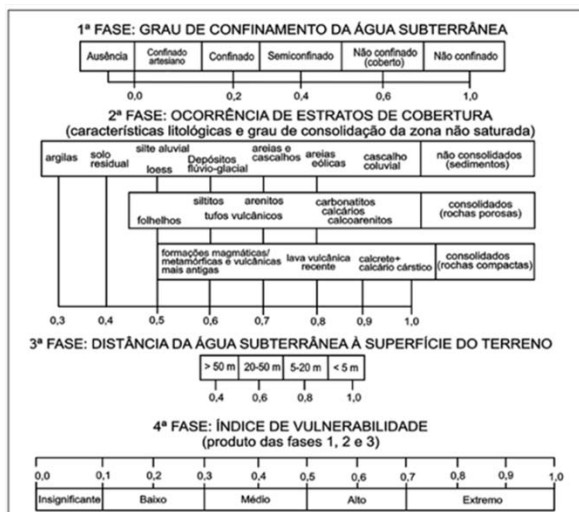 1ª FASE: GRAU DE CONFINAMENTO DA ÁGUA SUBTERRÂNEA
Ausência
Confinado artesiano
Confinado
Semiconfinado
Não confinado (coberto)
Não confinado
0,0 0,2 0,4 0,6 1,0
2ª FASE: OCORRÊNCIA DE ESTRATOS DE COBERTURA
(características litológicas e grau de consolidação da zona não saturada)
argilas
solo residual
silte aluvial
loess
Depósitos flúvio-glacial
areias e cascalhos
areias eólicas
cascalho coluvial
não consolidados (sedimentos)
folhelhos
siltitos
tufos vulcânicos
arenitos
carbonatitos
calcários
calcoarenitos
consolidados (rochas porosas)
formações magmáticas/
metamórficas e vulcânicas
mais antigas
lava vulcânica recente
calcrete+
calcário cárstico
consolidados (rochas compactas)
0,3 0,4 0,5 0,6 0,7 0,8 0,9 1,0
3ª FASE: DISTÂNCIA DA ÁGUA SUBTERRÂNEA À SUPERFÍCIE DO TERRENO
> 50 m 20-50 m 5-20 m < 5 m
0,4 0,6 0,8 1,0
4ª FASE: ÍNDICE DE VULNERABILIDADE
(produto das fases 1, 2 e 3)
0,0 0,1 0,2 0,3 0,4 0,5 0,6 0,7 0,8 0,9 1,0
Insignificante Baixo Médio Alto Extremo